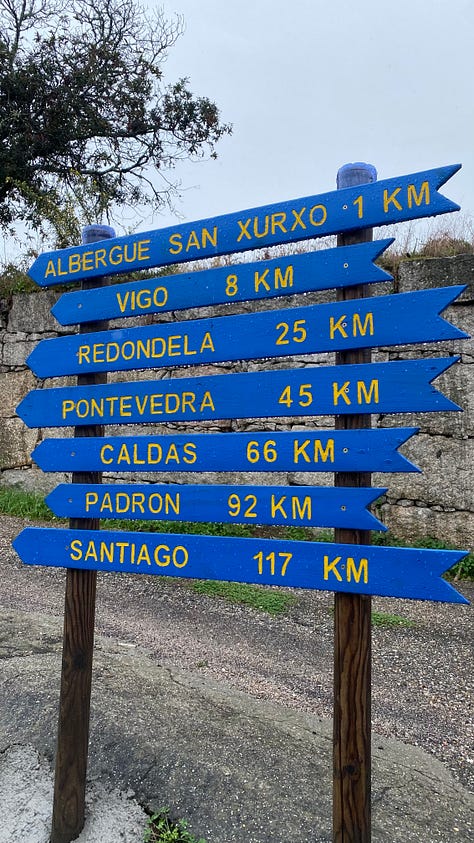 ALBERGUE SAN XURXO 1 KM
VIGO 8 KM
REDONDELA 25 KM
PONTEVEDRA 45 KM
CALDAS 66 KM
PADRON 92 KM
SANTIAGO 117 KM